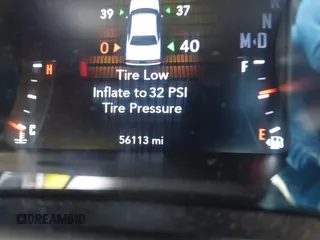 39 37
R
N
0 40
M◆D
H F
Tire Low
Inflate to 32 PSI
Tire Pressure
C E
56113 mi
DREAMBID